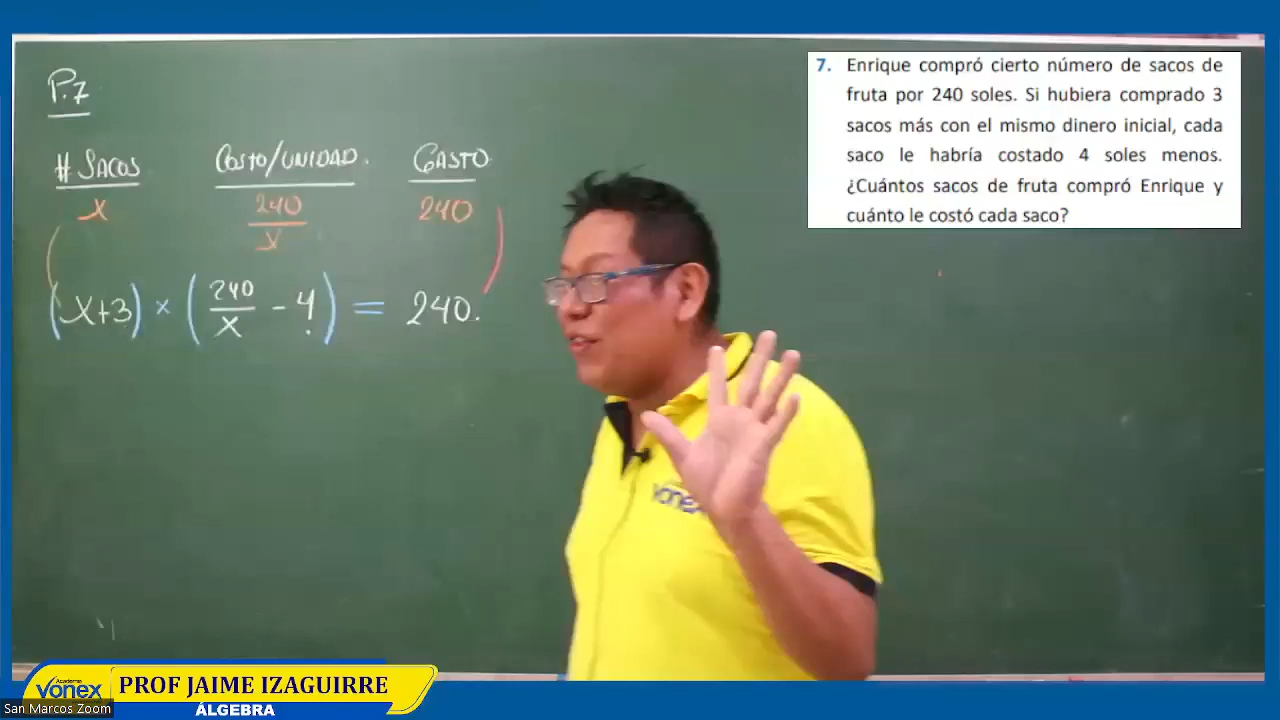 P.7
# SACOS COSTO/UNIDAD. GASTO
x 240/x 240
(x+3) × (240/x - 4) = 240.
7. Enrique compró cierto número de sacos de
fruta por 240 soles. Si hubiera comprado 3
sacos más con el mismo dinero inicial, cada
saco le habría costado 4 soles menos.
¿Cuántos sacos de fruta compró Enrique y
cuánto le costó cada saco?
vonex
Academia
vonex
PROF JAIME IZAGUIRRE
ÁLGEBRA
San Marcos Zoom